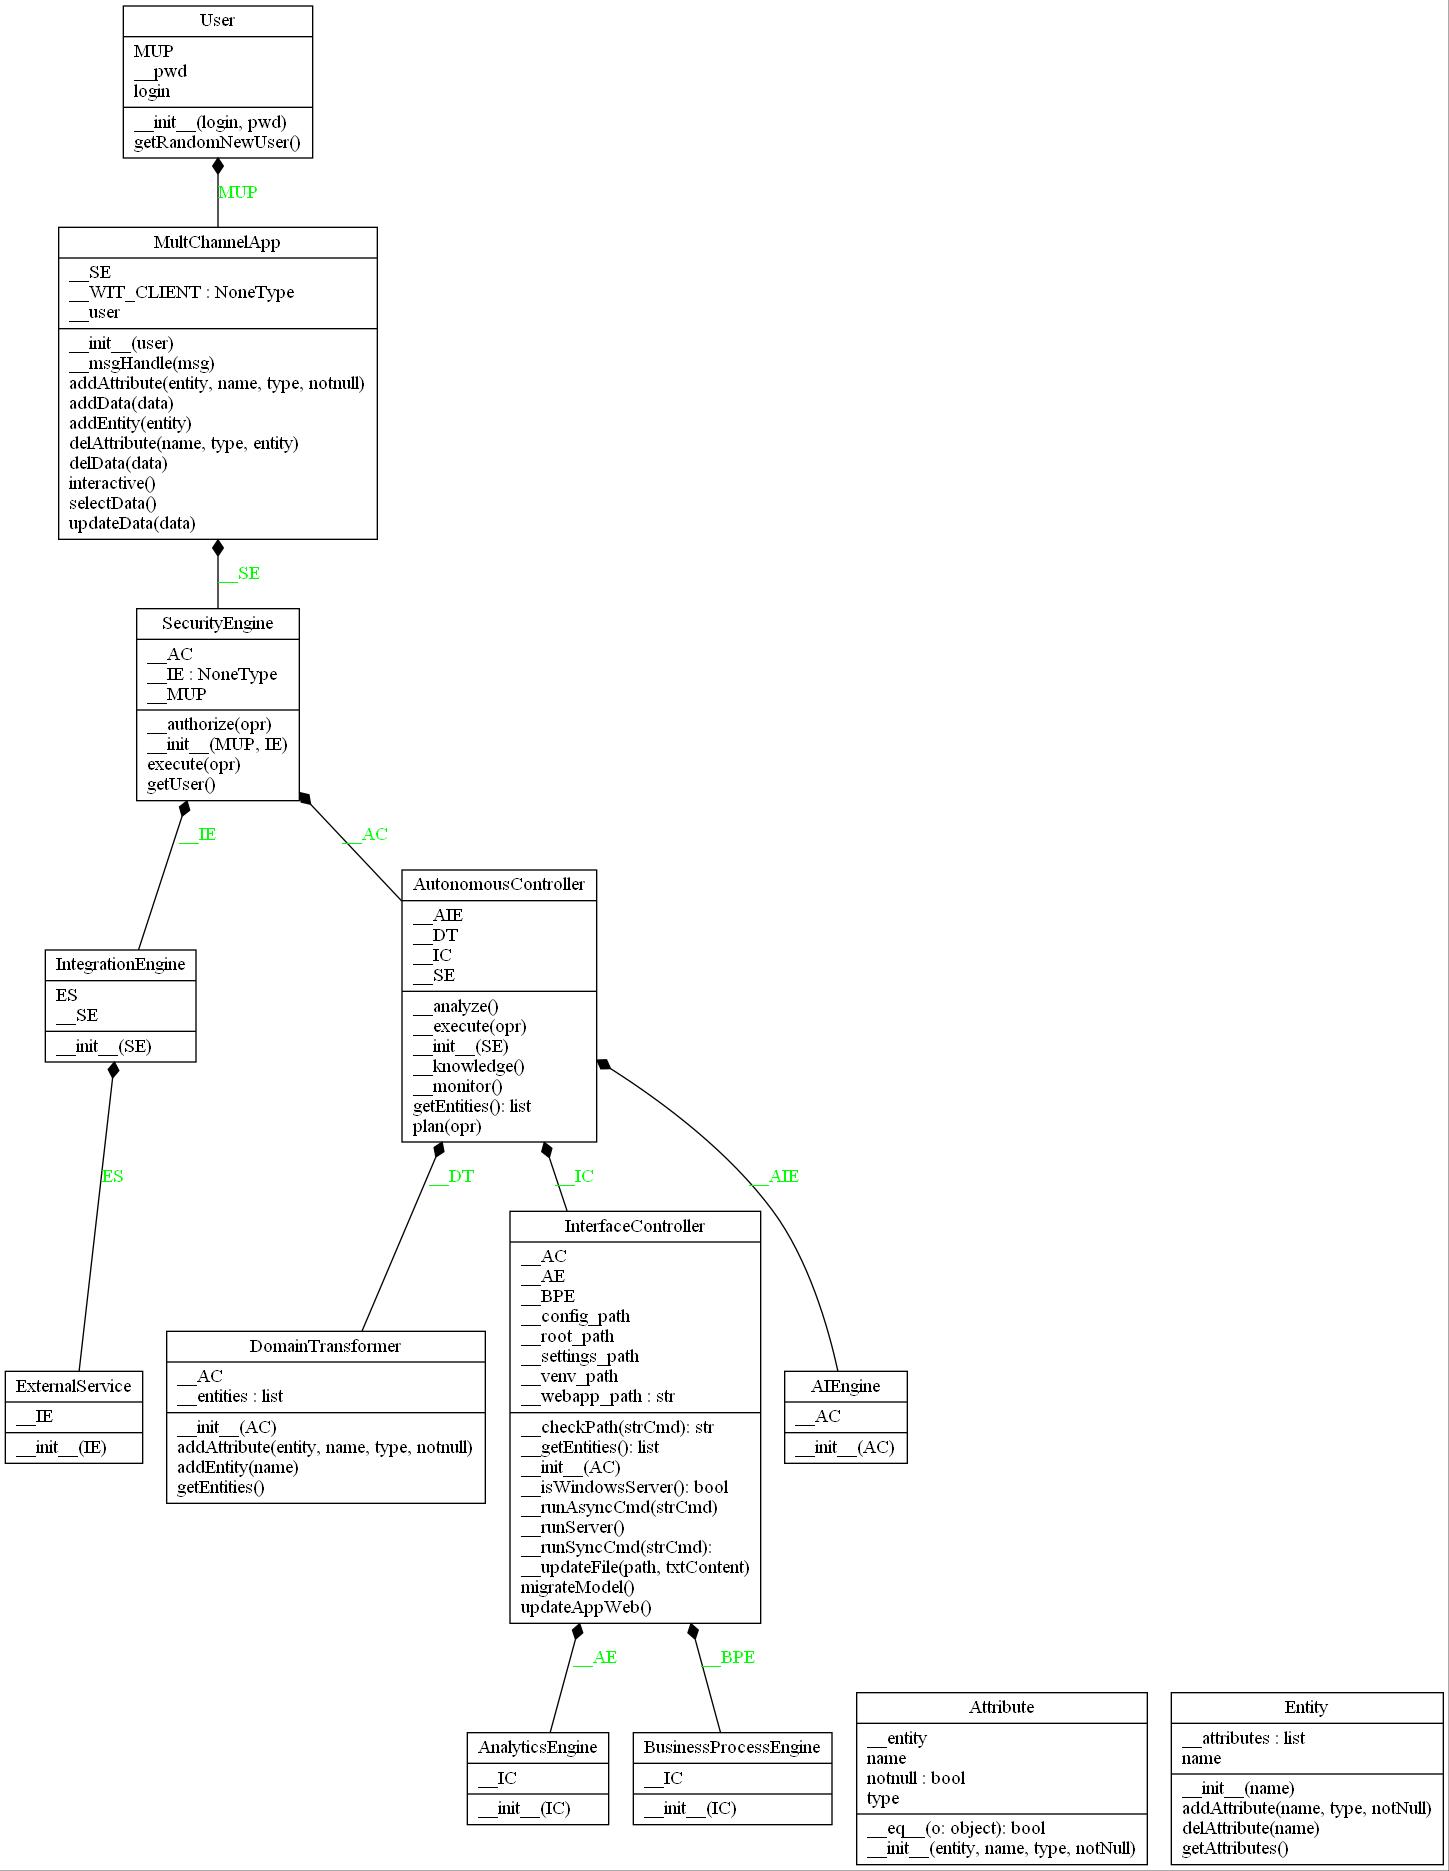 User
MUP
__pwd
login
__init__(login, pwd)
getRandomNewUser()
MUP
MultChannelApp
__SE
__WIT_CLIENT : NoneType
__user
__init__(user)
__msgHandle(msg)
addAttribute(entity, name, type, notnull)
addData(data)
addEntity(entity)
delAttribute(name, type, entity)
delData(data)
interactive()
selectData()
updateData(data)
__SE
SecurityEngine
__AC
__IE : NoneType
__MUP
__authorize(opr)
__init__(MUP, IE)
execute(opr)
getUser()
__IE
__AC
AutonomousController
__AIE
__DT
__IC
__SE
__analyze()
__execute(opr)
__init__(SE)
__knowledge()
__monitor()
getEntities(): list
plan(opr)
IntegrationEngine
ES
__SE
__init__(SE)
ES
__DT
__IC
__AIE
InterfaceController
__AC
__AE
__BPE
__config_path
__root_path
__settings_path
__venv_path
__webapp_path : str
__checkPath(strCmd): str
__getEntities(): list
__init__(AC)
__isWindowsServer(): bool
__runAsyncCmd(strCmd)
__runServer()
__runSyncCmd(strCmd):
__updateFile(path, txtContent)
migrateModel()
updateAppWeb()
DomainTransformer
__AC
__entities : list
__init__(AC)
addAttribute(entity, name, type, notnull)
addEntity(name)
getEntities()
ExternalService
__IE
__init__(IE)
AIEngine
__AC
__init__(AC)
__AE
__BPE
AnalyticsEngine
__IC
__init__(IC)
BusinessProcessEngine
__IC
__init__(IC)
Attribute
__entity
name
notnull : bool
type
__eq__(o: object): bool
__init__(entity, name, type, notNull)
Entity
__attributes : list
name
__init__(name)
addAttribute(name, type, notNull)
delAttribute(name)
getAttributes()